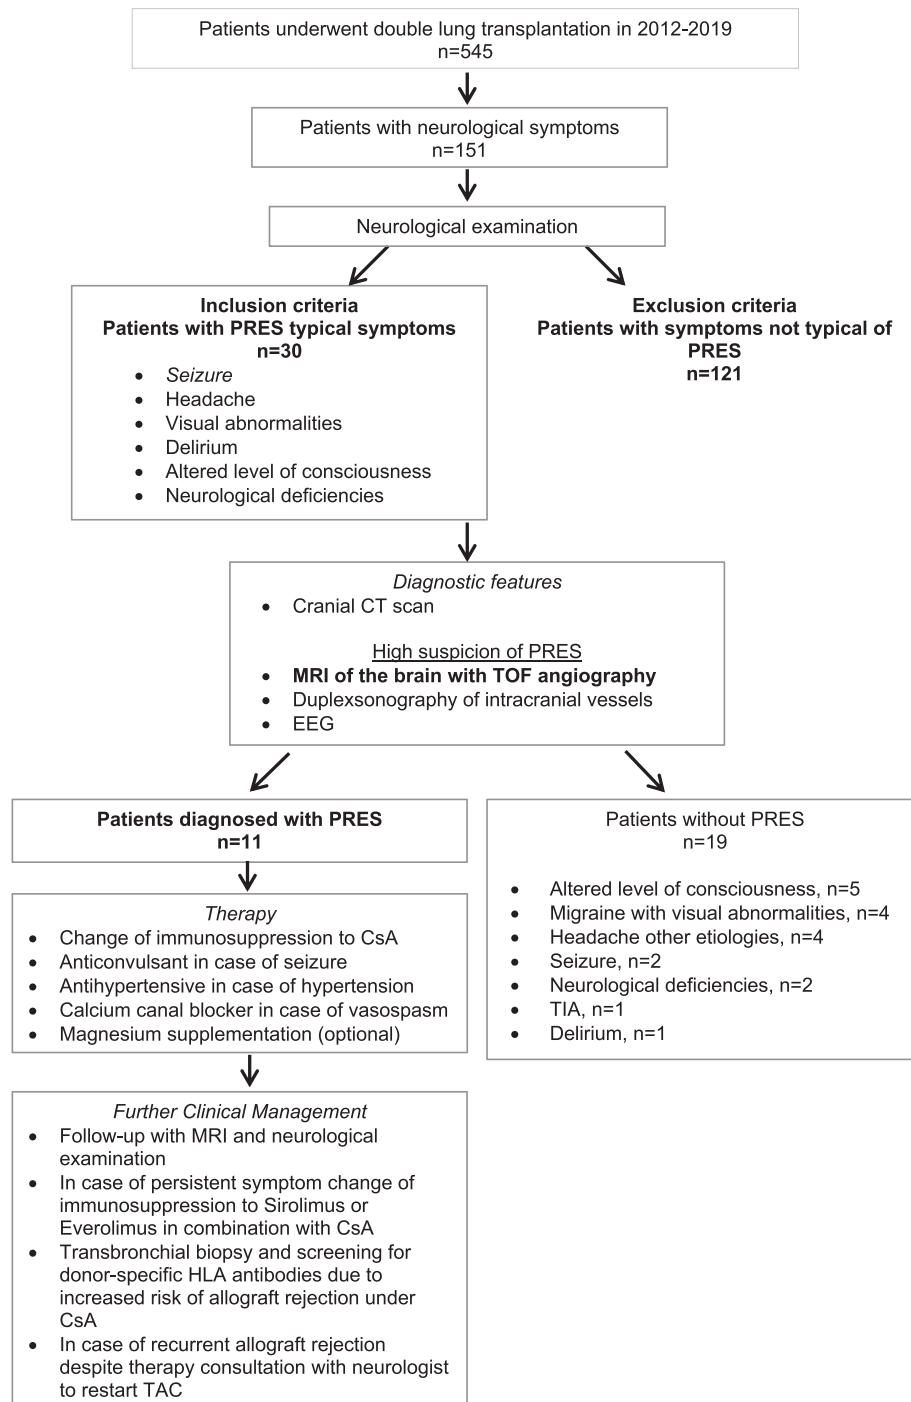 Patients underwent double lung transplantation in 2012-2019
n=545
Patients with neurological symptoms
n=151
Neurological examination
Inclusion criteria
Patients with PRES typical symptoms
n=30
• Seizure
• Headache
• Visual abnormalities
• Delirium
• Altered level of consciousness
• Neurological deficiencies
Exclusion criteria
Patients with symptoms not typical of
PRES
n=121
Diagnostic features
• Cranial CT scan
High suspicion of PRES
• MRI of the brain with TOF angiography
• Duplexsonography of intracranial vessels
• EEG
Patients diagnosed with PRES
n=11
Therapy
• Change of immunosuppression to CsA
• Anticonvulsant in case of seizure
• Antihypertensive in case of hypertension
• Calcium canal blocker in case of vasospasm
• Magnesium supplementation (optional)
Further Clinical Management
• Follow-up with MRI and neurological
examination
• In case of persistent symptom change of
immunosuppression to Sirolimus or
Everolimus in combination with CsA
• Transbronchial biopsy and screening for
donor-specific HLA antibodies due to
increased risk of allograft rejection under
CsA
• In case of recurrent allograft rejection
despite therapy consultation with neurologist
to restart TAC
Patients without PRES
n=19
• Altered level of consciousness, n=5
• Migraine with visual abnormalities, n=4
• Headache other etiologies, n=4
• Seizure, n=2
• Neurological deficiencies, n=2
• TIA, n=1
• Delirium, n=1